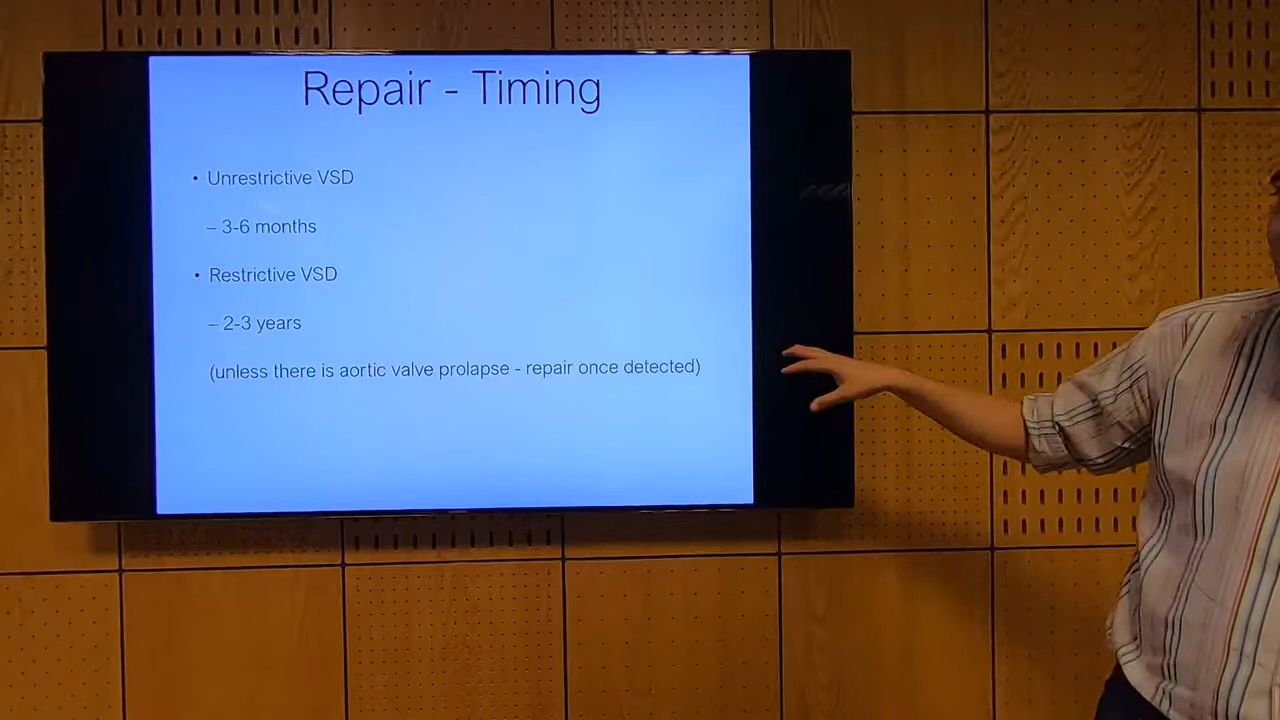 Repair - Timing
• Unrestrictive VSD
– 3-6 months
• Restrictive VSD
– 2-3 years
(unless there is aortic valve prolapse - repair once detected)